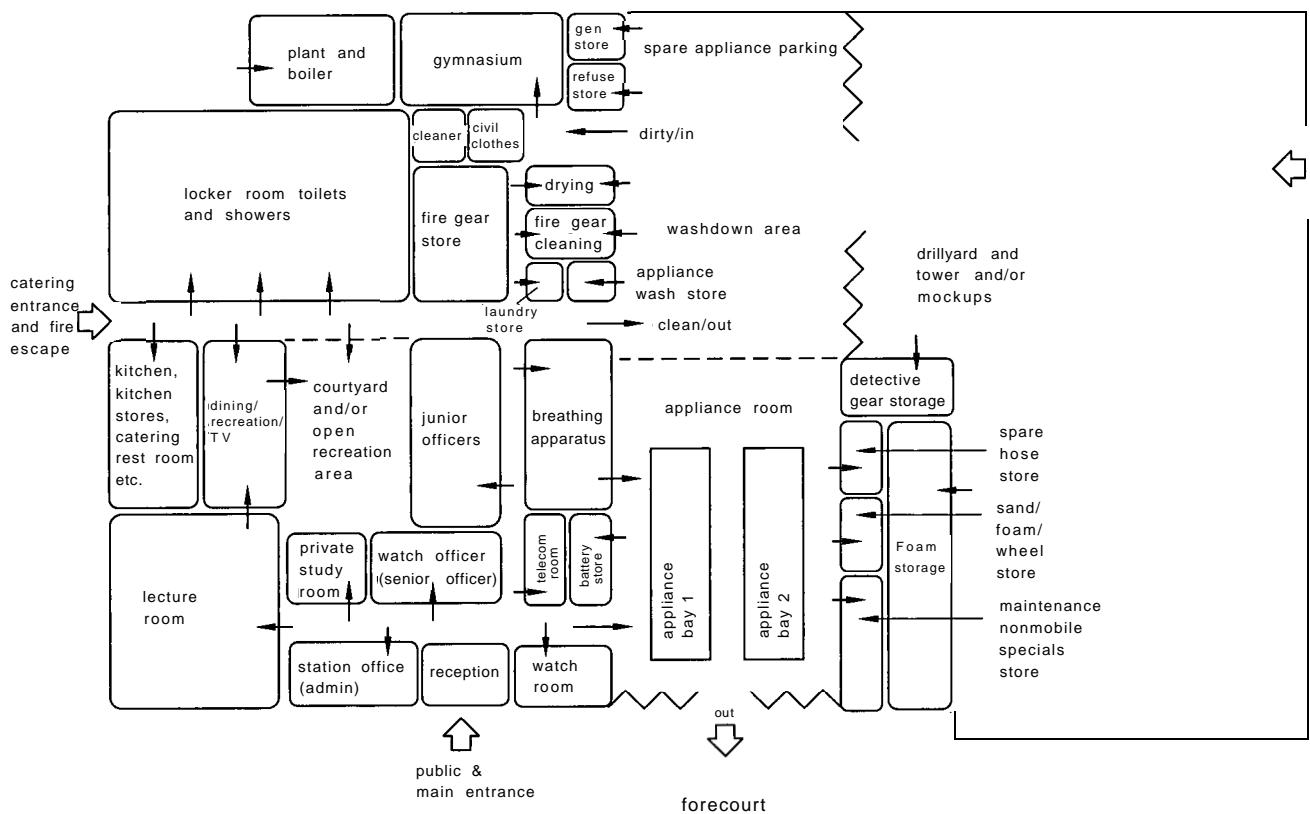 plant and
boiler
gymnasium
gen
store
spare appliance parking
refuse
store
cleaner
civil
clothes
dirty/in
locker room toilets
and showers
fire gear
store
drying
fire gear
cleaning
washdown area
appliance
wash store
laundry
store
clean/out
drillyard and
tower and/or
mockups
catering
entrance
and fire
escape
kitchen,
kitchen
stores,
catering
rest room
etc.
dining/
recreation/
TV
courtyard
and/or
open
recreation
area
junior
officers
breathing
apparatus
appliance room
detective
gear storage
spare
hose
store
sand/
foam/
wheel
store
Foam
storage
maintenance
nonmobile
specials
store
lecture
room
private
study
room
watch officer
(senior officer)
telecom
room
battery
store
appliance
bay 1
appliance
bay 2
station office
(admin)
reception
watch
room
out
public &
main entrance
forecourt